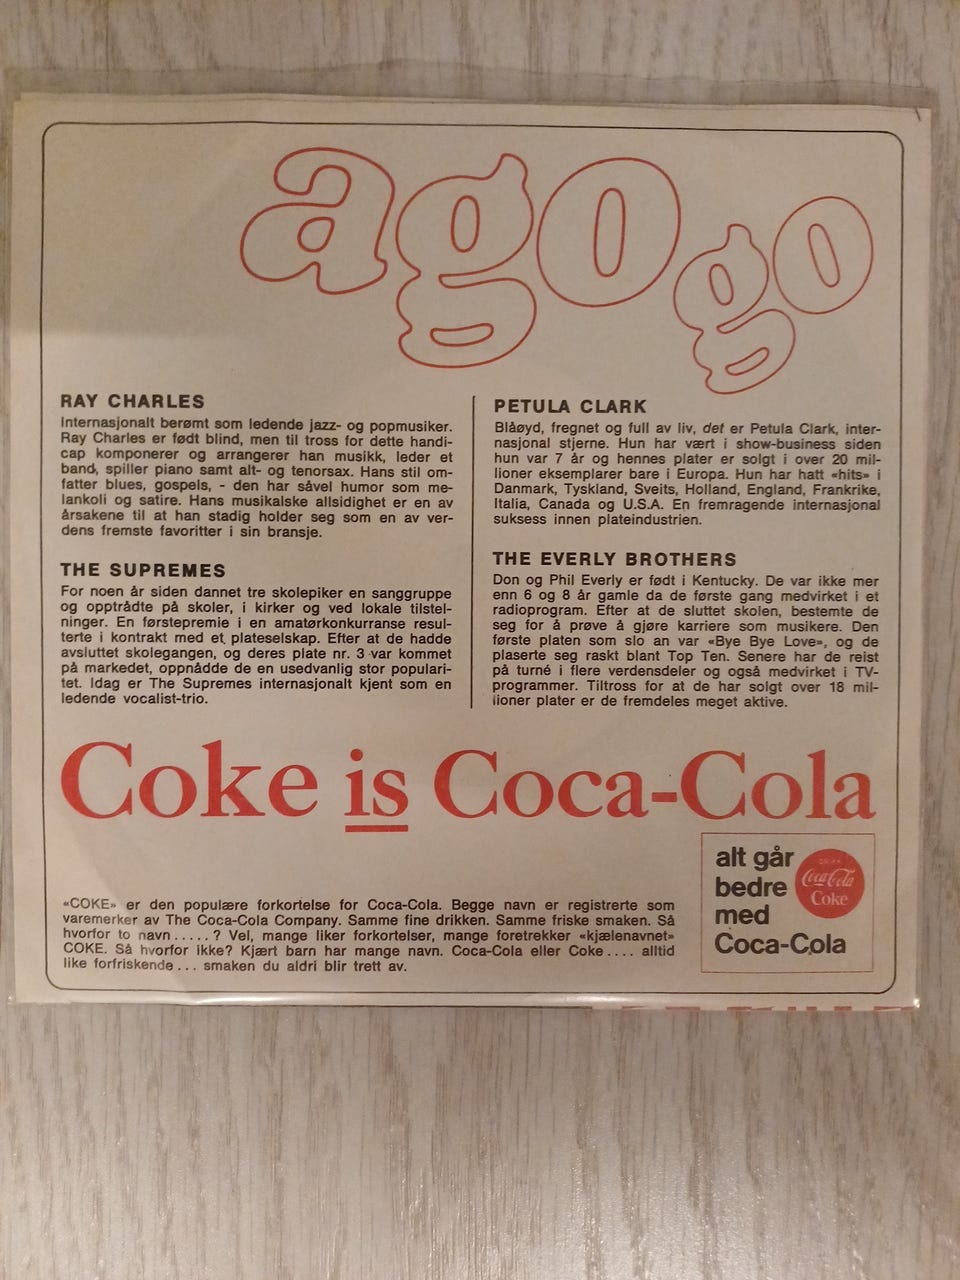 agogo
RAY CHARLES
Internasjonalt berømt som ledende jazz- og popmusiker.
Ray Charles er født blind, men til tross for dette handi-
cap komponerer og arrangerer han musikk, leder et
band, spiller piano samt alt- og tenorsax. Hans stil om-
fatter blues, gospels, - den har såvel humor som me-
lankoli og satire. Hans musikalske allsidighet er en av
årsakene til at han stadig holder seg som en av ver-
dens fremste favoritter i sin bransje.
THE SUPREMES
For noen år siden dannet tre skolepiker en sanggruppe
og opptrådte på skoler, i kirker og ved lokale tilstel-
ninger. En førstepremie i en amatørkonkurranse resul-
terte i kontrakt med et plateselskap. Efter at de hadde
avsluttet skolegangen, og deres plate nr. 3 var kommet
på markedet, oppnådde de en usedvanlig stor populari-
tet. Idag er The Supremes internasjonalt kjent som en
ledende vocalist-trio.
PETULA CLARK
Blåøyd, fregnet og full av liv, det er Petula Clark, inter-
nasjonal stjerne. Hun har vært i show-business siden
hun var 7 år og hennes plater er solgt i over 20 mil-
lioner eksemplarer bare i Europa. Hun har hatt «hits» i
Danmark, Tyskland, Sveits, Holland, England, Frankrike,
Italia, Canada og U.S.A. En fremragende internasjonal
suksess innen plateindustrien.
THE EVERLY BROTHERS
Don og Phil Everly er født i Kentucky. De var ikke mer
enn 6 og 8 år gamle da de første gang medvirket i et
radioprogram. Efter at de sluttet skolen, bestemte de
seg for å prøve å gjøre karriere som musikere. Den
første platen som slo an var «Bye Bye Love», og de
plaserte seg raskt blant Top Ten. Senere har de reist
på turné i flere verdensdeler og også medvirket i TV-
programmer. Tiltross for at de har solgt over 18 mil-
lioner plater er de fremdeles meget aktive.
Coke is Coca-Cola
«COKE» er den populære forkortelse for Coca-Cola. Begge navn er registrerte som
varemerker av The Coca-Cola Company. Samme fine drikken. Samme friske smaken. Så
hvorfor to navn.....? Vel, mange liker forkortelser, mange foretrekker «kjælenavnet»
COKE. Så hvorfor ikke? Kjært barn har mange navn. Coca-Cola eller Coke.... alltid
like forfriskende... smaken du aldri blir trett av.
alt går
bedre
med
Coca-Cola
DRINK
Coca-Cola
Coke